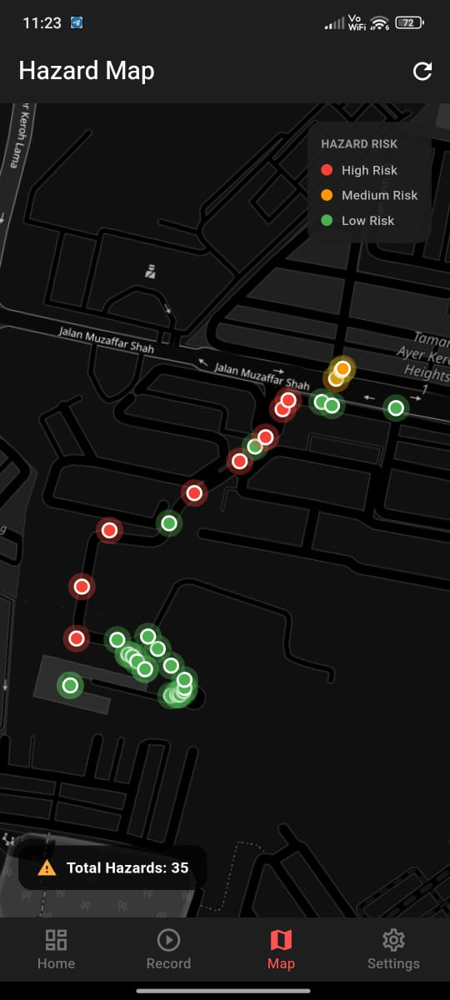 11:23
Vo
WiFi
6
72
Hazard Map
r Keroh Lama
HAZARD RISK
High Risk
Medium Risk
Low Risk
Jalan Muzaffar Shah
Jalan Muzaffar Shah
Taman
Ayer Kero
Heights
1
g
Total Hazards: 35
Home
Record
Map
Settings